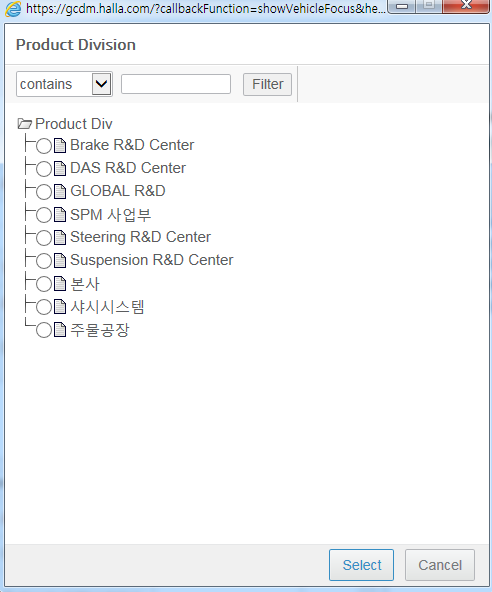 https://gcdm.halla.com/?callbackFunction=showVehicleFocus&he...
Product Division
contains
Filter
Product Div
Brake R&D Center
DAS R&D Center
GLOBAL R&D
SPM 사업부
Steering R&D Center
Suspension R&D Center
본사
샤시시스템
주물공장
Select Cancel